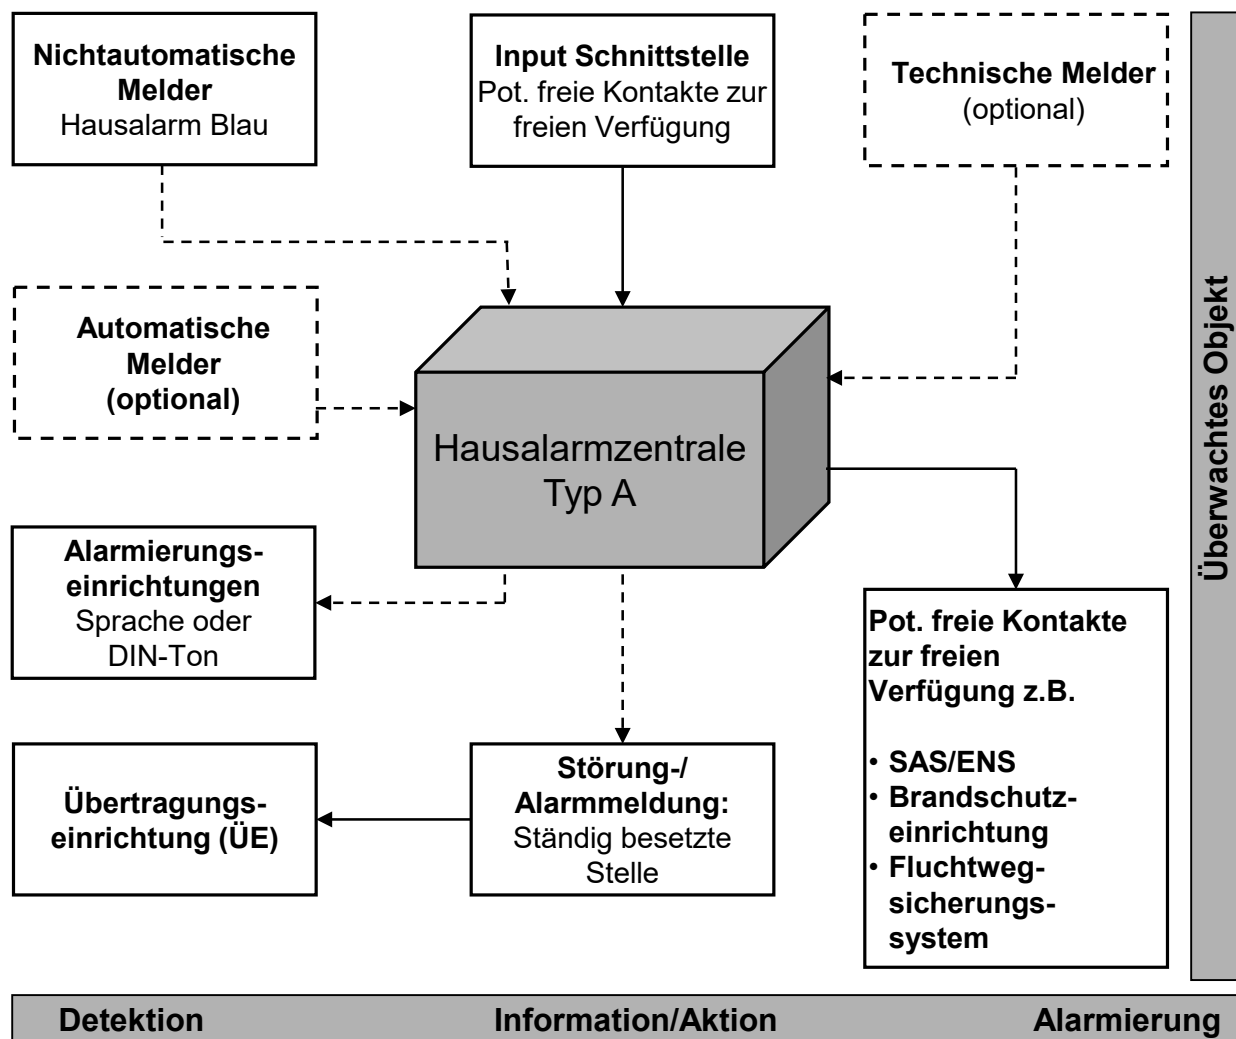 Nichtautomatische
Melder
Hausalarm Blau
Input Schnittstelle
Pot. freie Kontakte zur
freien Verfügung
Technische Melder
(optional)
Automatische
Melder
(optional)
Hausalarmzentrale
Typ A
Alarmierungs-
einrichtungen
Sprache oder
DIN-Ton
Übertragungs-
einrichtung (ÜE)
Störung-/
Alarmmeldung:
Ständig besetzte
Stelle
Pot. freie Kontakte
zur freien
Verfügung z.B.
• SAS/ENS
• Brandschutz-
einrichtung
• Fluchtweg-
sicherungs-
system
Überwachtes Objekt
Detektion
Information/Aktion
Alarmierung